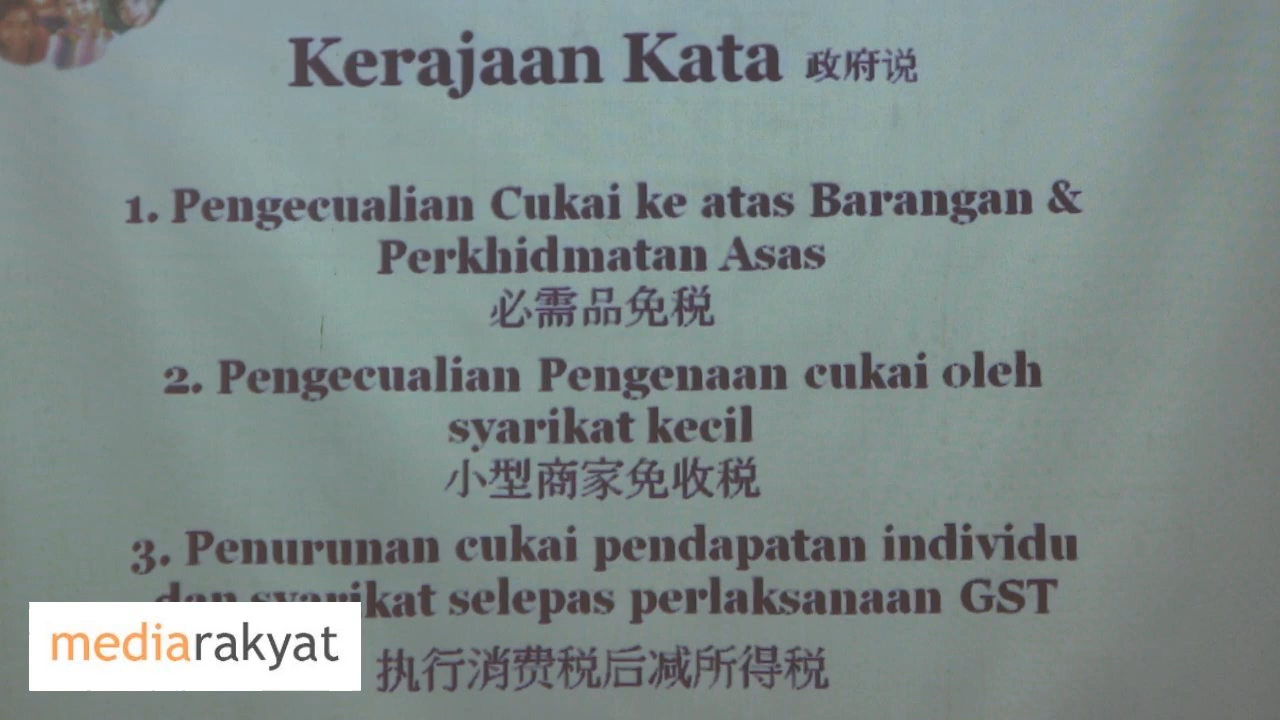 Kerajaan Kata 政府说
1. Pengecualian Cukai ke atas Barangan &
Perkhidmatan Asas
必需品免税
2. Pengecualian Pengenaan cukai oleh
syarikat kecil
小型商家免收税
3. Penurunan cukai pendapatan individu
dan syarikat selepas perlaksanaan GST
mediarakyat
执行消费税后减所得税